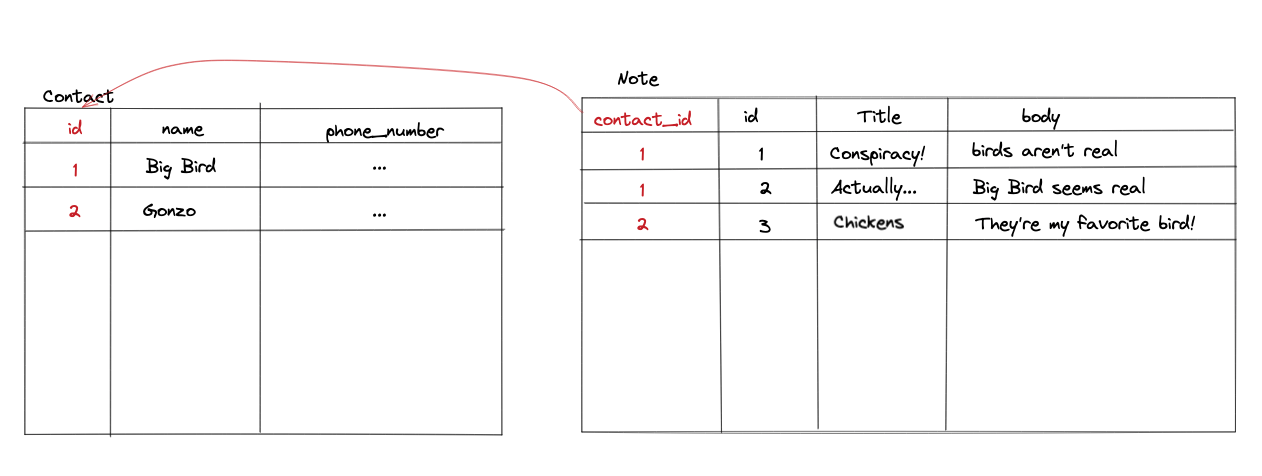 Contact
id name phone_number
1 Big Bird ...
2 Gonzo ...
Note
contact_id id Title body
1 1 Conspiracy! birds aren't real
1 2 Actually... Big Bird seems real
2 3 Chickens They're my favorite bird!